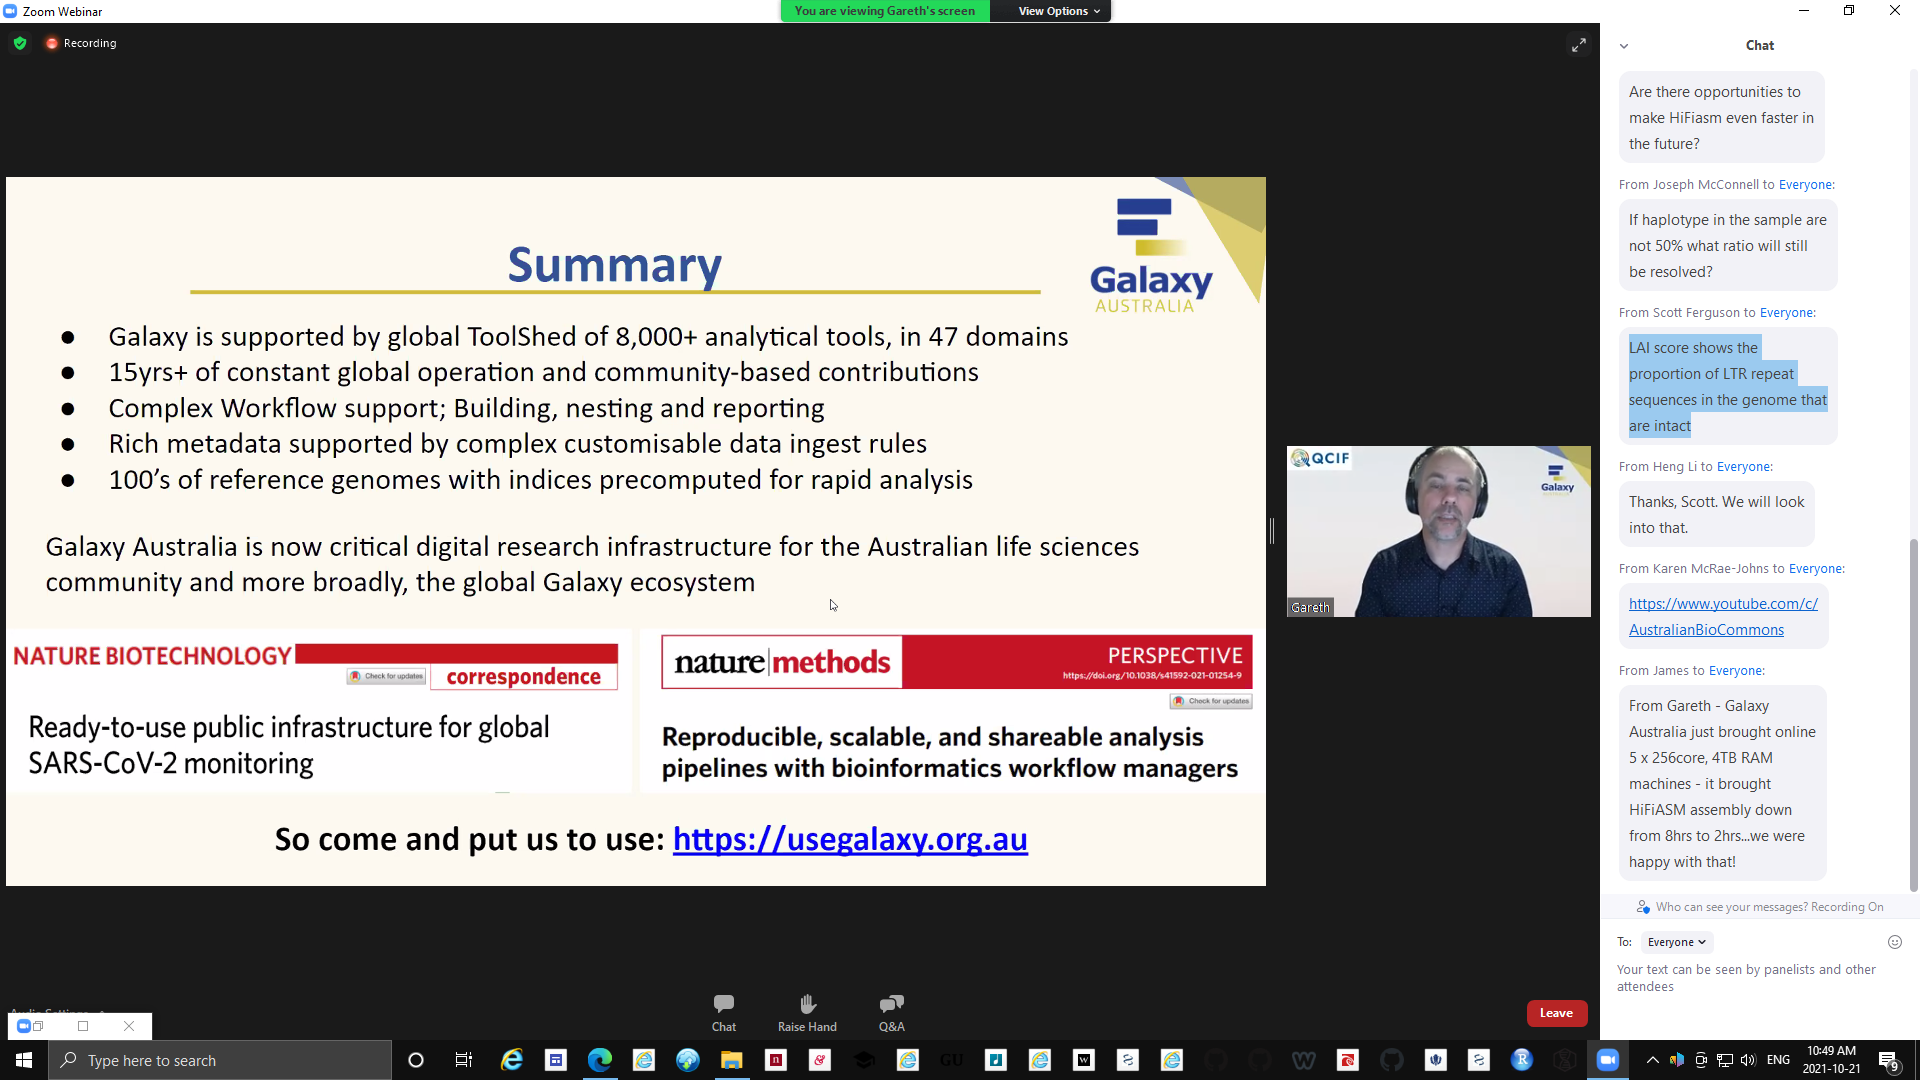 Zoom Webinar
You are viewing Gareth's screen
View Options
Recording
Summary
Galaxy
AUSTRALIA
● Galaxy is supported by global ToolShed of 8,000+ analytical tools, in 47 domains
● 15yrs+ of constant global operation and community-based contributions
● Complex Workflow support; Building, nesting and reporting
● Rich metadata supported by complex customisable data ingest rules
● 100’s of reference genomes with indices precomputed for rapid analysis
Galaxy Australia is now critical digital research infrastructure for the Australian life sciences
community and more broadly, the global Galaxy ecosystem
NATURE BIOTECHNOLOGY
Check for updates
correspondence
Ready-to-use public infrastructure for global
SARS-CoV-2 monitoring
nature|methods
PERSPECTIVE
https://doi.org/10.1038/s41592-021-01254-9
Check for updates
Reproducible, scalable, and shareable analysis
pipelines with bioinformatics workflow managers
So come and put us to use: https://usegalaxy.org.au
QCIF
Galaxy
Gareth
Chat
Are there opportunities to
make HiFiasm even faster in
the future?
From Joseph McConnell to Everyone:
If haplotype in the sample are
not 50% what ratio will still
be resolved?
From Scott Ferguson to Everyone:
LAI score shows the
proportion of LTR repeat
sequences in the genome that
are intact
From Heng Li to Everyone:
Thanks, Scott. We will look
into that.
From Karen McRae-Johns to Everyone:
https://www.youtube.com/c/
AustralianBioCommons
From James to Everyone:
From Gareth - Galaxy
Australia just brought online
5 x 256core, 4TB RAM
machines - it brought
HiFiASM assembly down
from 8hrs to 2hrs...we were
happy with that!
Who can see your messages? Recording On
To: Everyone
Your text can be seen by panelists and other
attendees
Chat
Raise Hand
Q&A
Leave
Type here to search
GU
ENG
10:49 AM
2021-10-21
9